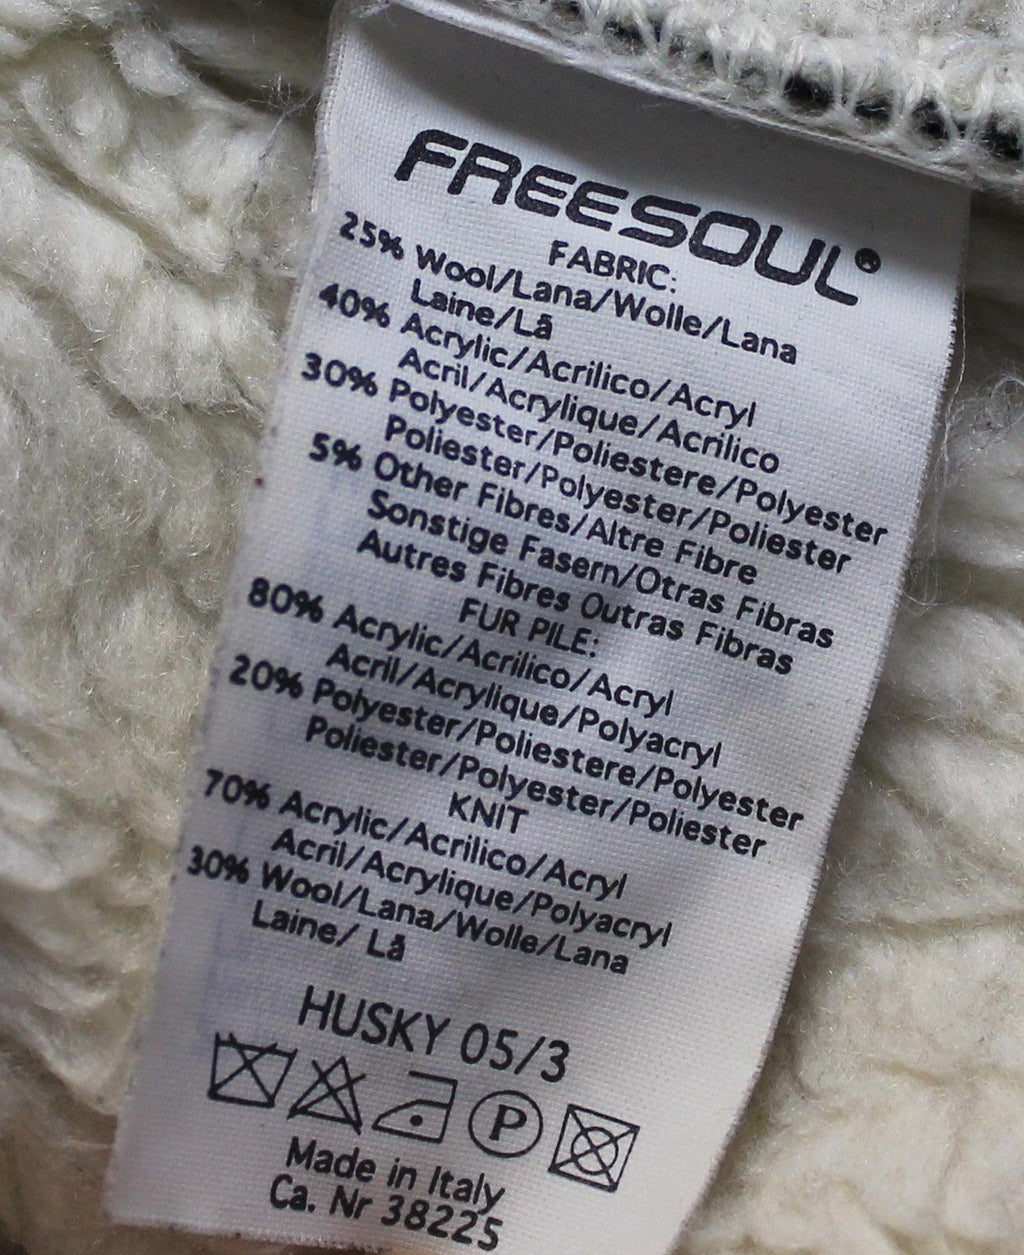 FREESOUL®
FABRIC:
25% Wool/Lana/Wolle/Lana
Laine/Lã
40% Acrylic/Acrilico/Acryl
Acril/Acrylique/Acrilico
30% Polyester/Poliestere/Polyester
Poliester/Polyester/Poliester
5% Other Fibres/Altre Fibre
Sonstige Fasern/Otras Fibras
Autres Fibres Outras Fibras
FUR PILE:
80% Acrylic/Acrilico/Acryl
Acril/Acrylique/Polyacryl
20% Polyester/Poliestere/Polyester
Poliester/Polyester/Poliester
KNIT
70% Acrylic/Acrilico/Acryl
Acril/Acrylique/Polyacryl
30% Wool/Lana/Wolle/Lana
Laine/ Lã
HUSKY 05/3
P
Made in Italy
Ca. Nr 38225